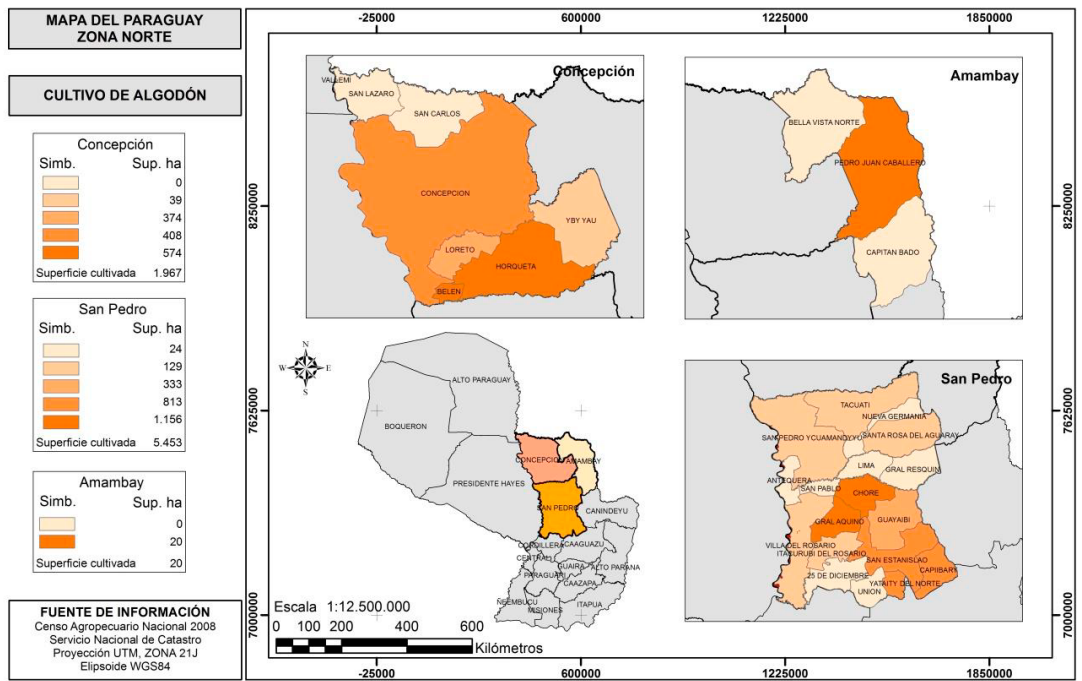 MAPA DEL PARAGUAY
ZONA NORTE
CULTIVO DE ALGODÓN
Concepción
Simb. Sup. ha
0
39
374
408
574
Superficie cultivada 1.967
San Pedro
Simb. Sup. ha
24
129
333
813
1.156
Superficie cultivada 5.453
Amambay
Simb. Sup. ha
0
20
Superficie cultivada 20
FUENTE DE INFORMACIÓN
Censo Agropecuario Nacional 2008
Servicio Nacional de Catastro
Proyección UTM, ZONA 21J
Elipsoide WGS84
-25000 600000 1225000 1850000
8250000
7625000
7000000
Concepción
VALLEMI
SAN LAZARO
SAN CARLOS
CONCEPCION
YBY YAU
LORETO
HORQUETA
BELEN
Amambay
BELLA VISTA NORTE
PEDRO JUAN CABALLERO
CAPITAN BADO
N
W E
S
ALTO PARAGUAY
BOQUERON
CONCEPCION
AMAMBAY
PRESIDENTE HAYES
SAN PEDRO
CANINDEYU
CORDILLERA
CAAGUAZU
CENTRAL
GUAIRA
ALTO PARANA
PARAGUARI
CAAZAPA
ÑEEMBUCU
MISIONES
ITAPUA
Escala 1:12.500.000
0 100 200 400 600
Kilómetros
San Pedro
TACUATI
NUEVA GERMANIA
SAN PEDRO YCUAMANDYYU
SANTA ROSA DEL AGUARAY
LIMA
GRAL RESQUIN
ANTEQUERA
SAN PABLO
CHORE
GRAL AQUINO
GUAYAIBI
VILLA DEL ROSARIO
ITACURUBI DEL ROSARIO
SAN ESTANISLAO
CAPIIBARY
25 DE DICIEMBRE
YATAITY DEL NORTE
UNION
8250000
7625000
7000000
-25000 600000 1225000 1850000